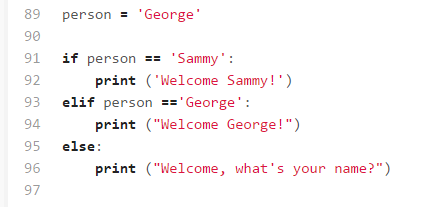 89 person = 'George'
90
91 if person == 'Sammy':
92     print ('Welcome Sammy!')
93 elif person =='George':
94     print ("Welcome George!")
95 else:
96     print ("Welcome, what's your name?")
97